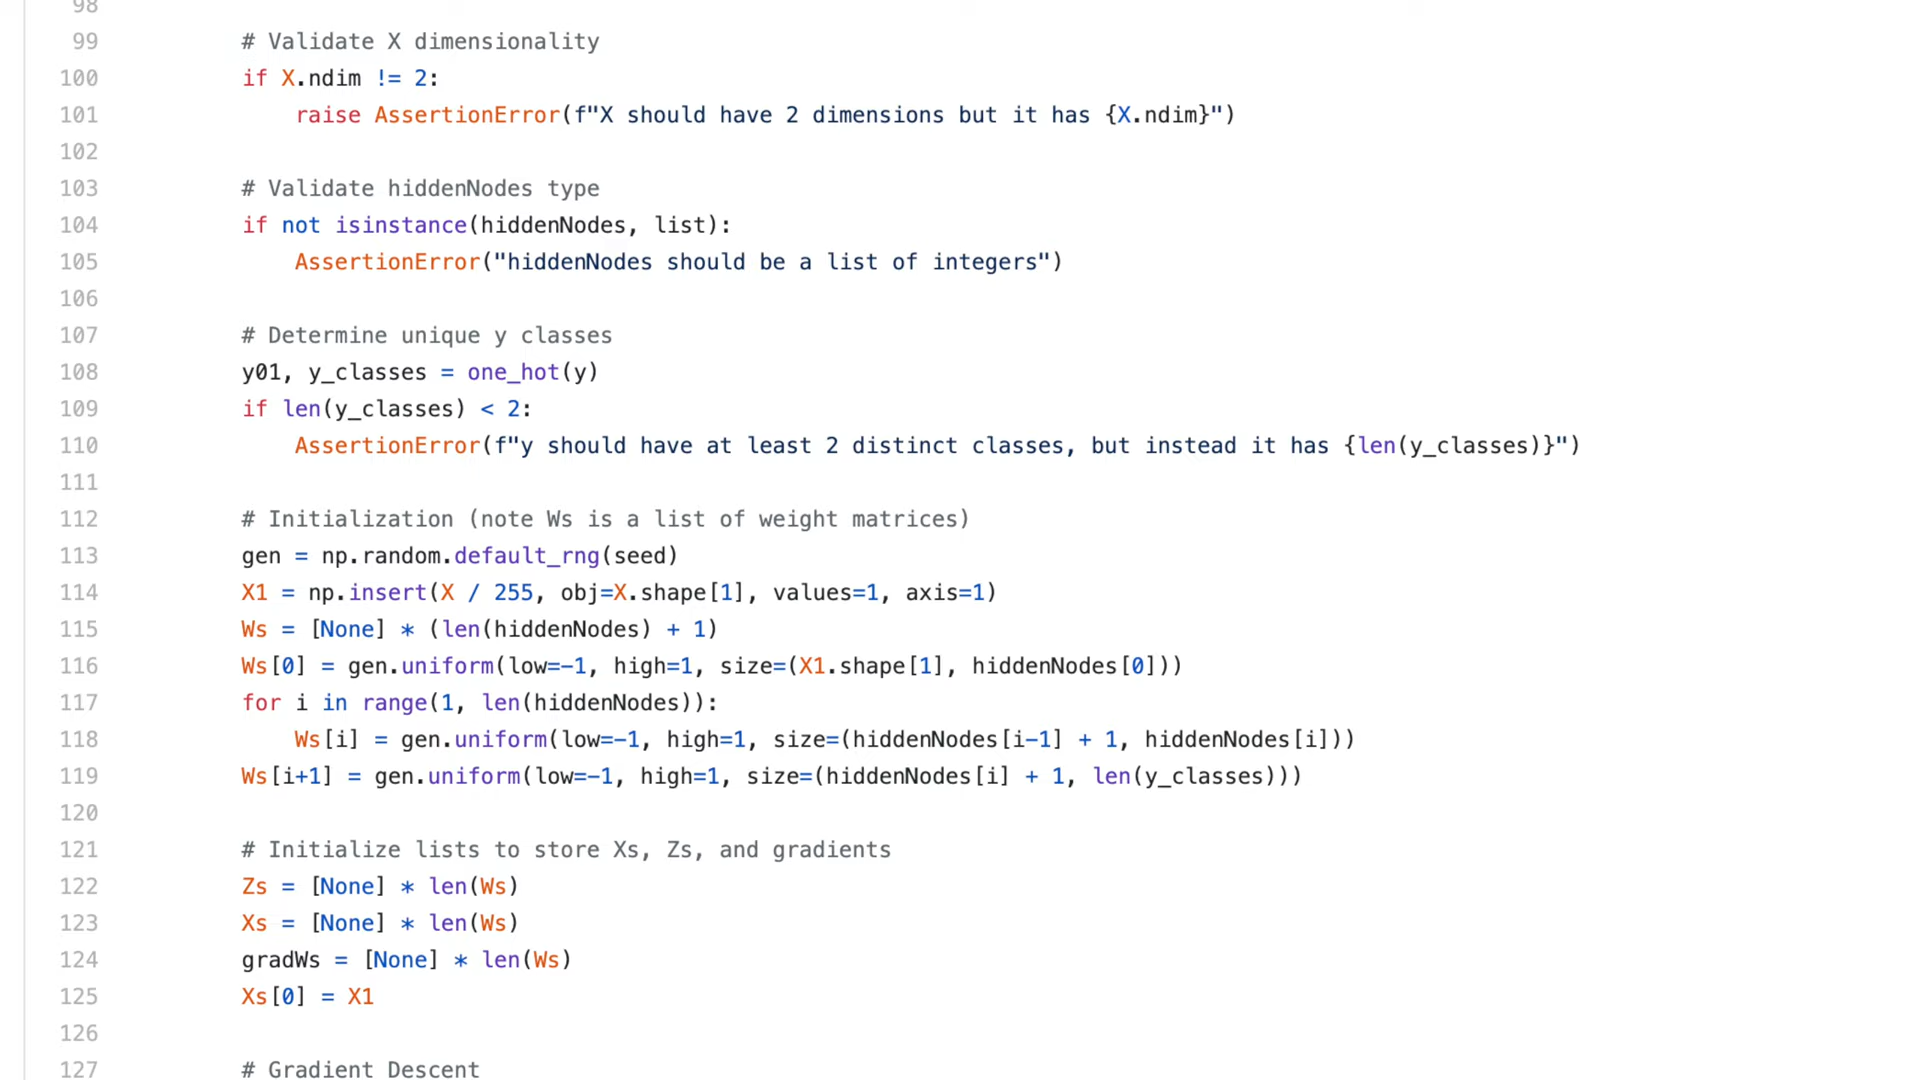 98
99 # Validate X dimensionality
100 if X.ndim != 2:
101 raise AssertionError(f"X should have 2 dimensions but it has {X.ndim}")
102
103 # Validate hiddenNodes type
104 if not isinstance(hiddenNodes, list):
105 AssertionError("hiddenNodes should be a list of integers")
106
107 # Determine unique y classes
108 y01, y_classes = one_hot(y)
109 if len(y_classes) < 2:
110 AssertionError(f"y should have at least 2 distinct classes, but instead it has {len(y_classes)}")
111
112 # Initialization (note Ws is a list of weight matrices)
113 gen = np.random.default_rng(seed)
114 X1 = np.insert(X / 255, obj=X.shape[1], values=1, axis=1)
115 Ws = [None] * (len(hiddenNodes) + 1)
116 Ws[0] = gen.uniform(low=-1, high=1, size=(X1.shape[1], hiddenNodes[0]))
117 for i in range(1, len(hiddenNodes)):
118 Ws[i] = gen.uniform(low=-1, high=1, size=(hiddenNodes[i-1] + 1, hiddenNodes[i]))
119 Ws[i+1] = gen.uniform(low=-1, high=1, size=(hiddenNodes[i] + 1, len(y_classes)))
120
121 # Initialize lists to store Xs, Zs, and gradients
122 Zs = [None] * len(Ws)
123 Xs = [None] * len(Ws)
124 gradWs = [None] * len(Ws)
125 Xs[0] = X1
126
127 # Gradient Descent